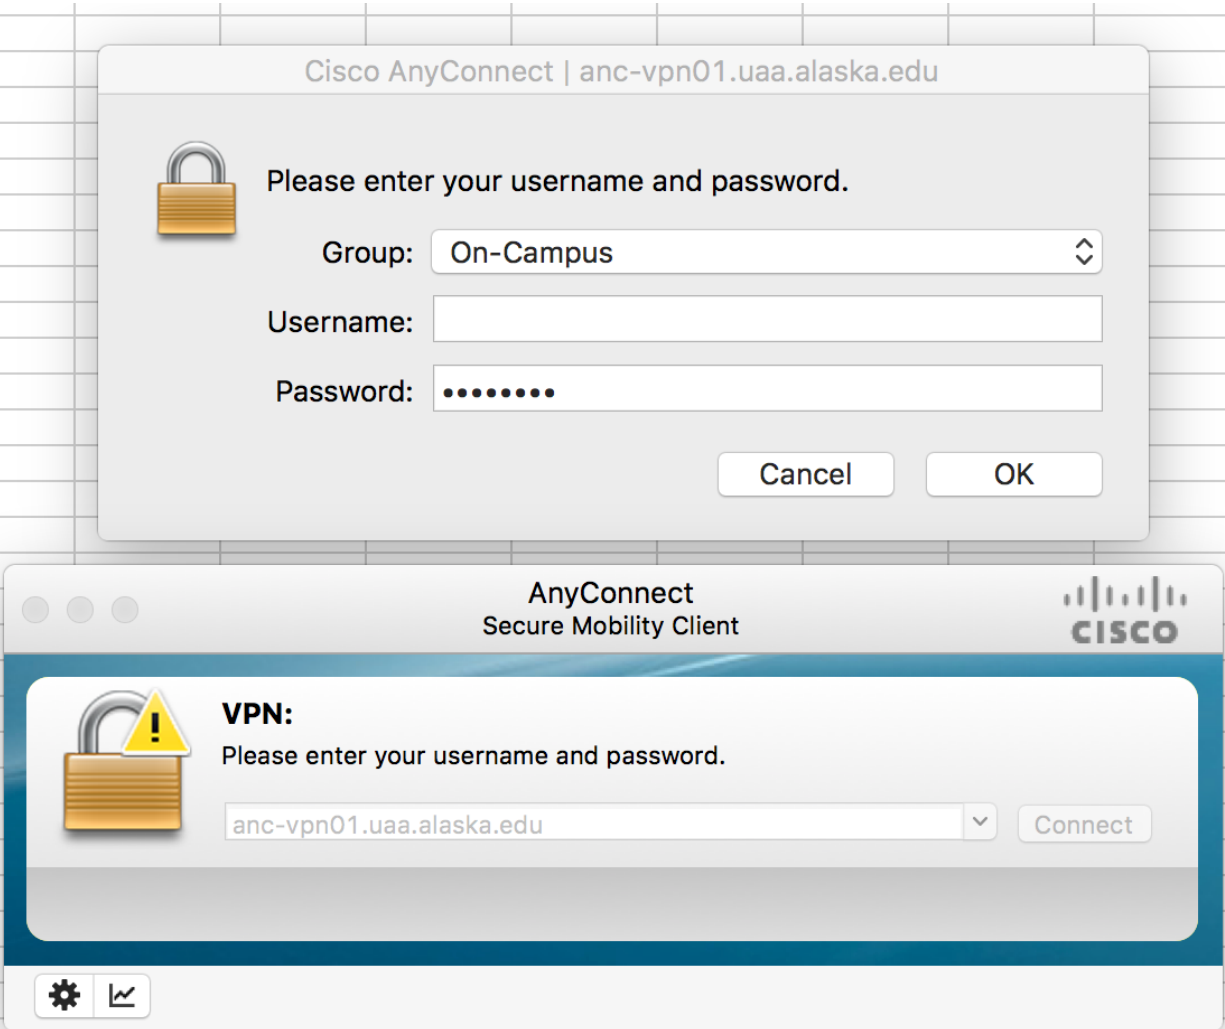 Cisco AnyConnect | anc-vpn01.uaa.alaska.edu
Please enter your username and password.
Group: On-Campus
Username:
Password: ••••••••
Cancel OK
AnyConnect
Secure Mobility Client
CISCO
VPN:
Please enter your username and password.
anc-vpn01.uaa.alaska.edu Connect